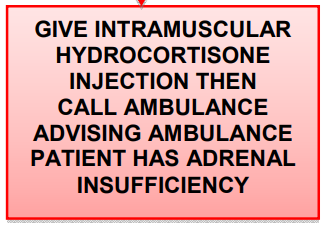 GIVE INTRAMUSCULAR
HYDROCORTISONE
INJECTION THEN
CALL AMBULANCE
ADVISING AMBULANCE
PATIENT HAS ADRENAL
INSUFFICIENCY